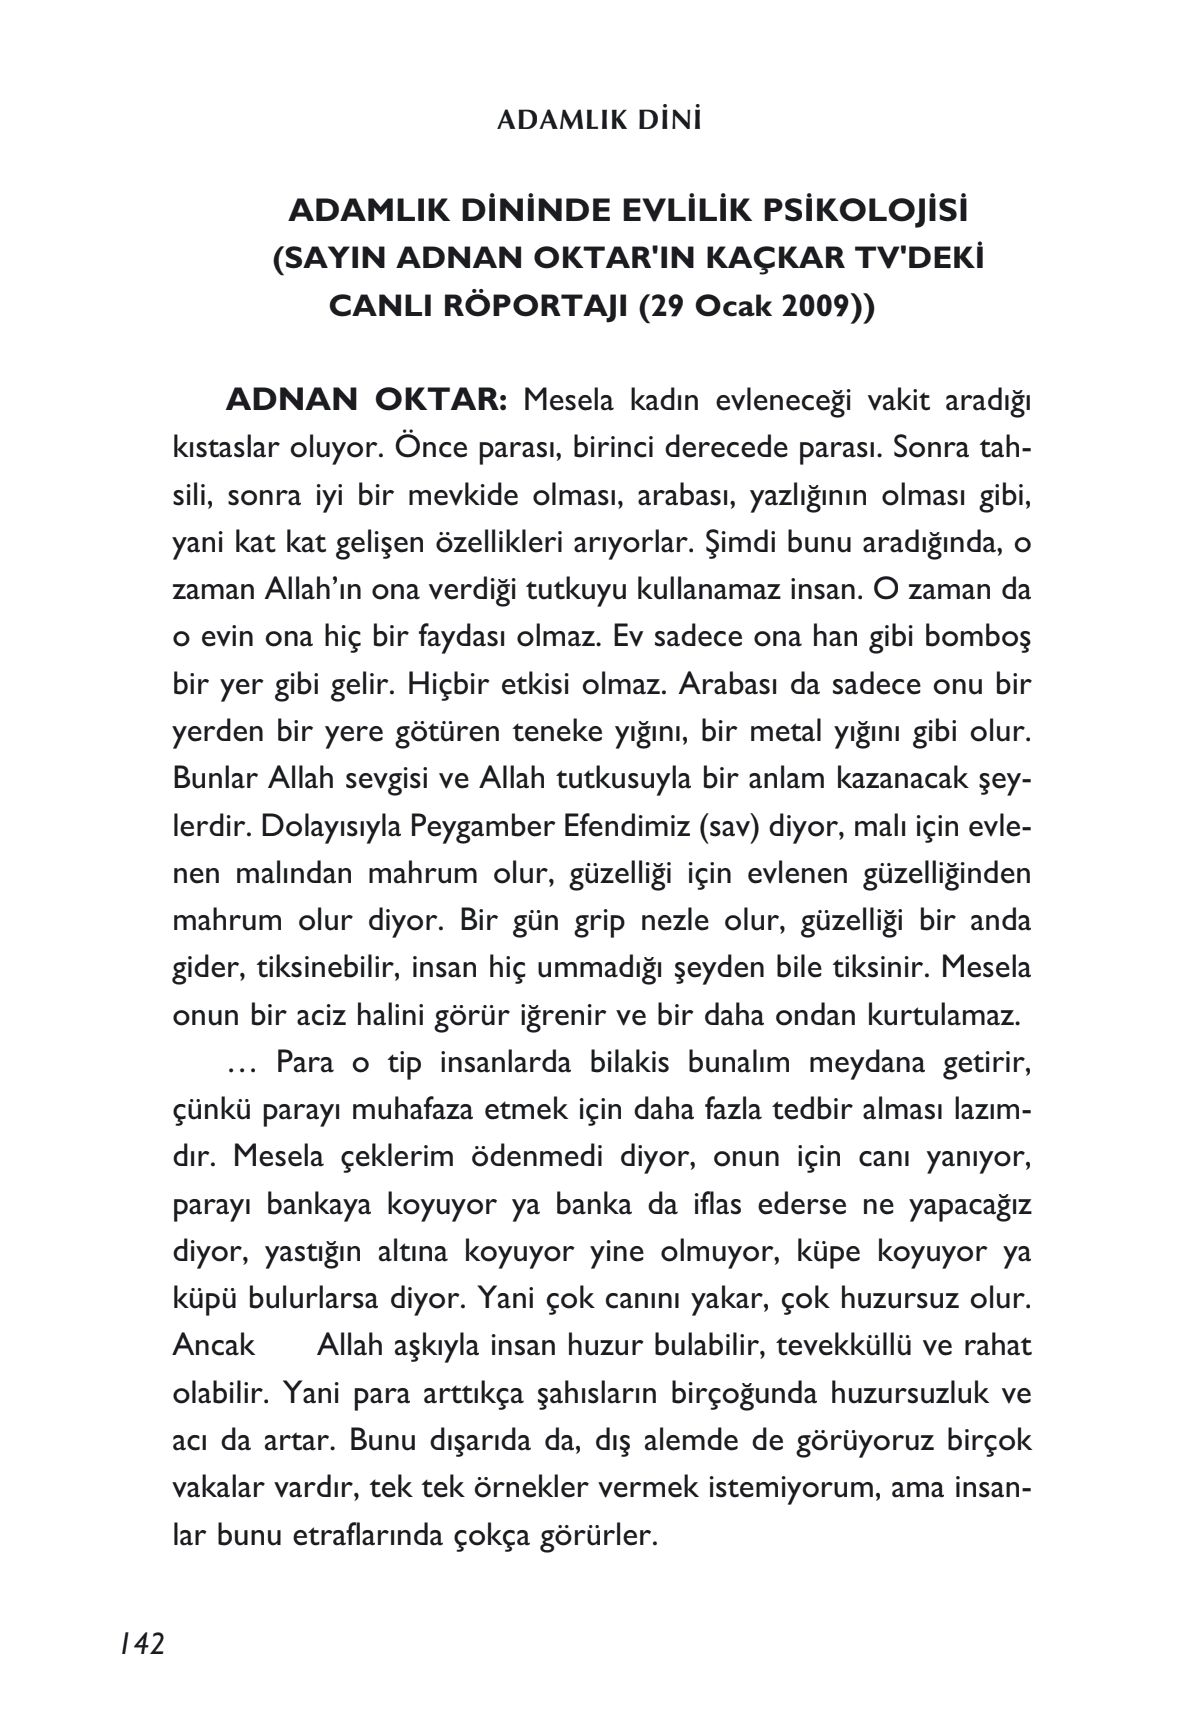 ADAMLIK DİNİ
ADAMLIK DİNİNDE EVLİLİK PSİKOLOJİSİ
(SAYIN ADNAN OKTAR'IN KAÇKAR TV'DEKİ
CANLI RÖPORTAJI (29 Ocak 2009))
ADNAN OKTAR: Mesela kadın evleneceği vakit aradığı
kıstaslar oluyor. Önce parası, birinci derecede parası. Sonra tah-
sili, sonra iyi bir mevkide olması, arabası, yazlığının olması gibi,
yani kat kat gelişen özellikleri arıyorlar. Şimdi bunu aradığında, o
zaman Allah’ın ona verdiği tutkuyu kullanamaz insan. O zaman da
o evin ona hiç bir faydası olmaz. Ev sadece ona han gibi bomboş
bir yer gibi gelir. Hiçbir etkisi olmaz. Arabası da sadece onu bir
yerden bir yere götüren teneke yığını, bir metal yığını gibi olur.
Bunlar Allah sevgisi ve Allah tutkusuyla bir anlam kazanacak şey-
lerdir. Dolayısıyla Peygamber Efendimiz (sav) diyor, malı için evle-
nen malından mahrum olur, güzelliği için evlenen güzelliğinden
mahrum olur diyor. Bir gün grip nezle olur, güzelliği bir anda
gider, tiksinebilir, insan hiç ummadığı şeyden bile tiksinir. Mesela
onun bir aciz halini görür iğrenir ve bir daha ondan kurtulamaz.
… Para o tip insanlarda bilakis bunalım meydana getirir,
çünkü parayı muhafaza etmek için daha fazla tedbir alması lazım-
dır. Mesela çeklerim ödenmedi diyor, onun için canı yanıyor,
parayı bankaya koyuyor ya banka da iflas ederse ne yapacağız
diyor, yastığın altına koyuyor yine olmuyor, küpe koyuyor ya
küpü bulurlarsa diyor. Yani çok canını yakar, çok huzursuz olur.
Ancak Allah aşkıyla insan huzur bulabilir, tevekküllü ve rahat
olabilir. Yani para arttıkça şahısların birçoğunda huzursuzluk ve
acı da artar. Bunu dışarıda da, dış alemde de görüyoruz birçok
vakalar vardır, tek tek örnekler vermek istemiyorum, ama insan-
lar bunu etraflarında çokça görürler.
142